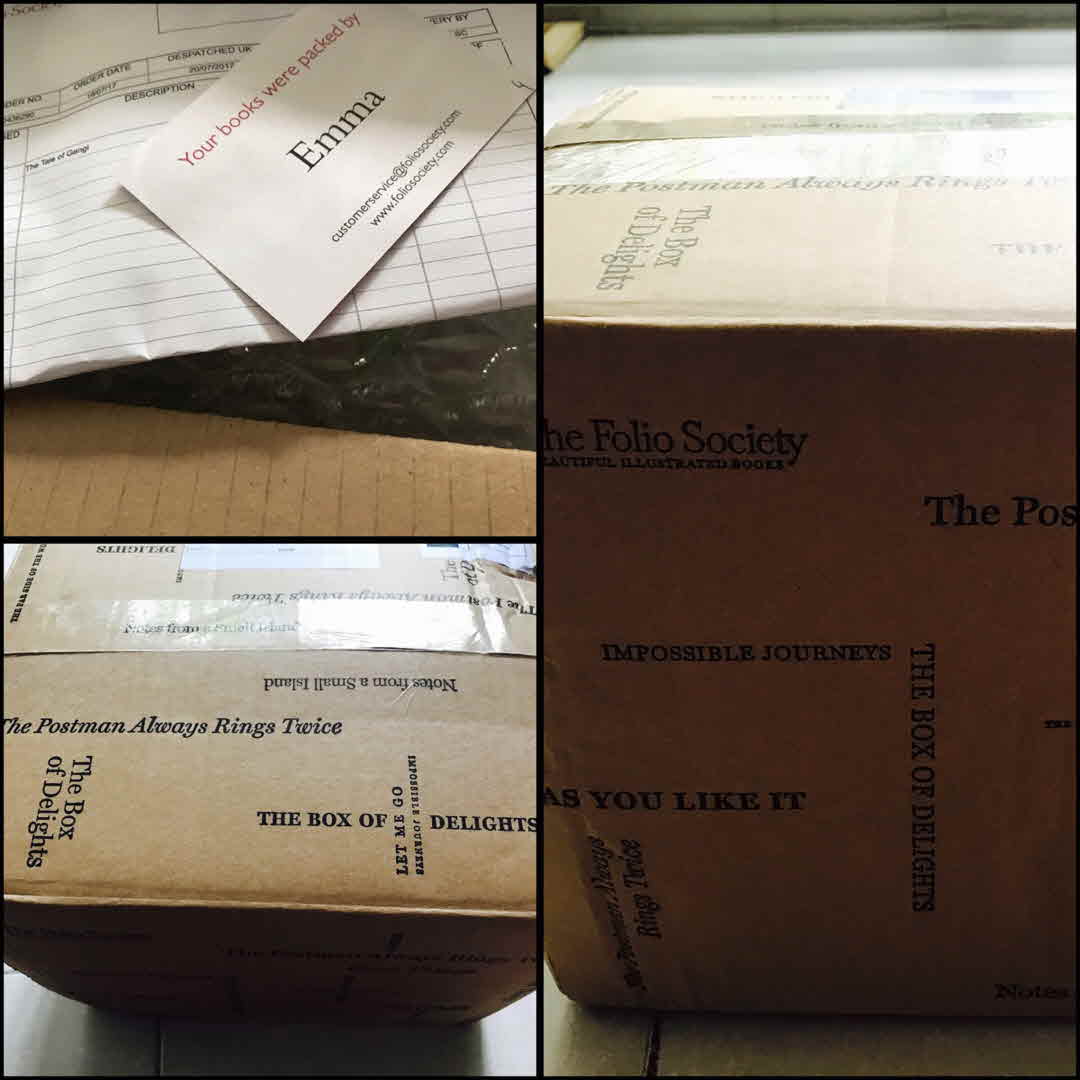 ERY BY
DESPATCHED UK
ORDER DATE
20/07/2017
DESCRIPTION
The Tale of Genji
Your books were packed by
Emma
customerservice@foliosociety.com
www.foliosociety.com
DELIGHTS
The Postman Always Rings Twice
Notes from a Small Island
Notes from a Small Island
The Postman Always Rings Twice
The Box
of Delights
THE BOX OF DELIGHTS
LET ME GO
IMPOSSIBLE JOURNEYS
The Postman Always Rings
The Box
of Delights
he Folio Society
BEAUTIFUL ILLUSTRATED BOOKS
The Pos
IMPOSSIBLE JOURNEYS
THE BOX OF DELIGHTS
THE
AS YOU LIKE IT
The Postman Always
Rings Twice
Notes